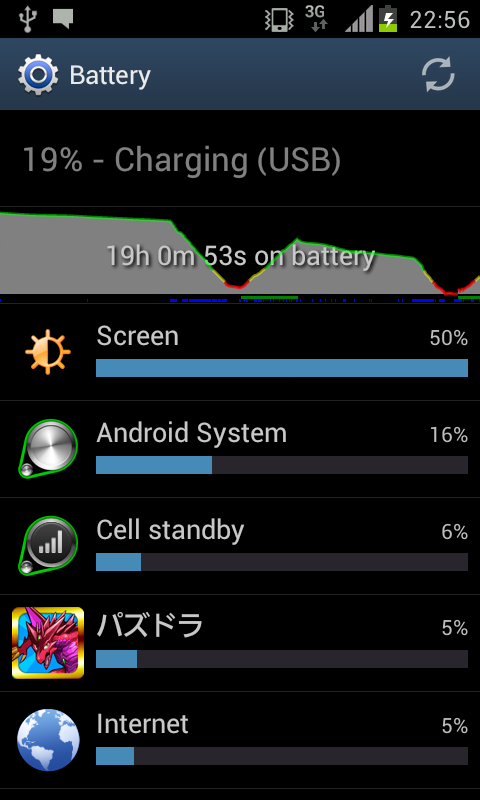 3G
22:56
Battery
19% - Charging (USB)
19h 0m 53s on battery
Screen
50%
Android System
16%
Cell standby
6%
パズドラ
5%
Internet
5%